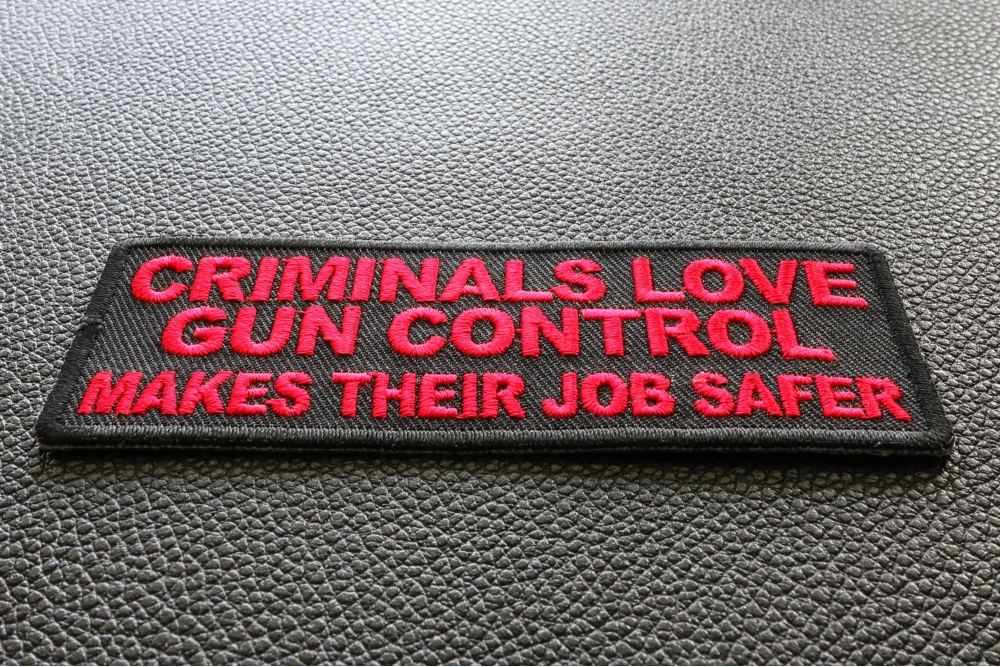 CRIMINALS LOVE
GUN CONTROL
MAKES THEIR JOB SAFER